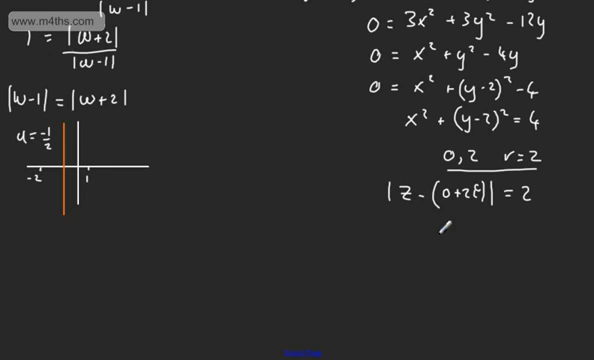 www.m4ths.com
|w-1|
1 = |w+2|
|w-1|
|w-1| = |w+2|
u = -1/2
-2 1
0 = 3x² + 3y² - 12y
0 = x² + y² - 4y
0 = x² + (y-2)² - 4
x² + (y-2)² = 4
0,2 r=2
|z - (0+2i)| = 2